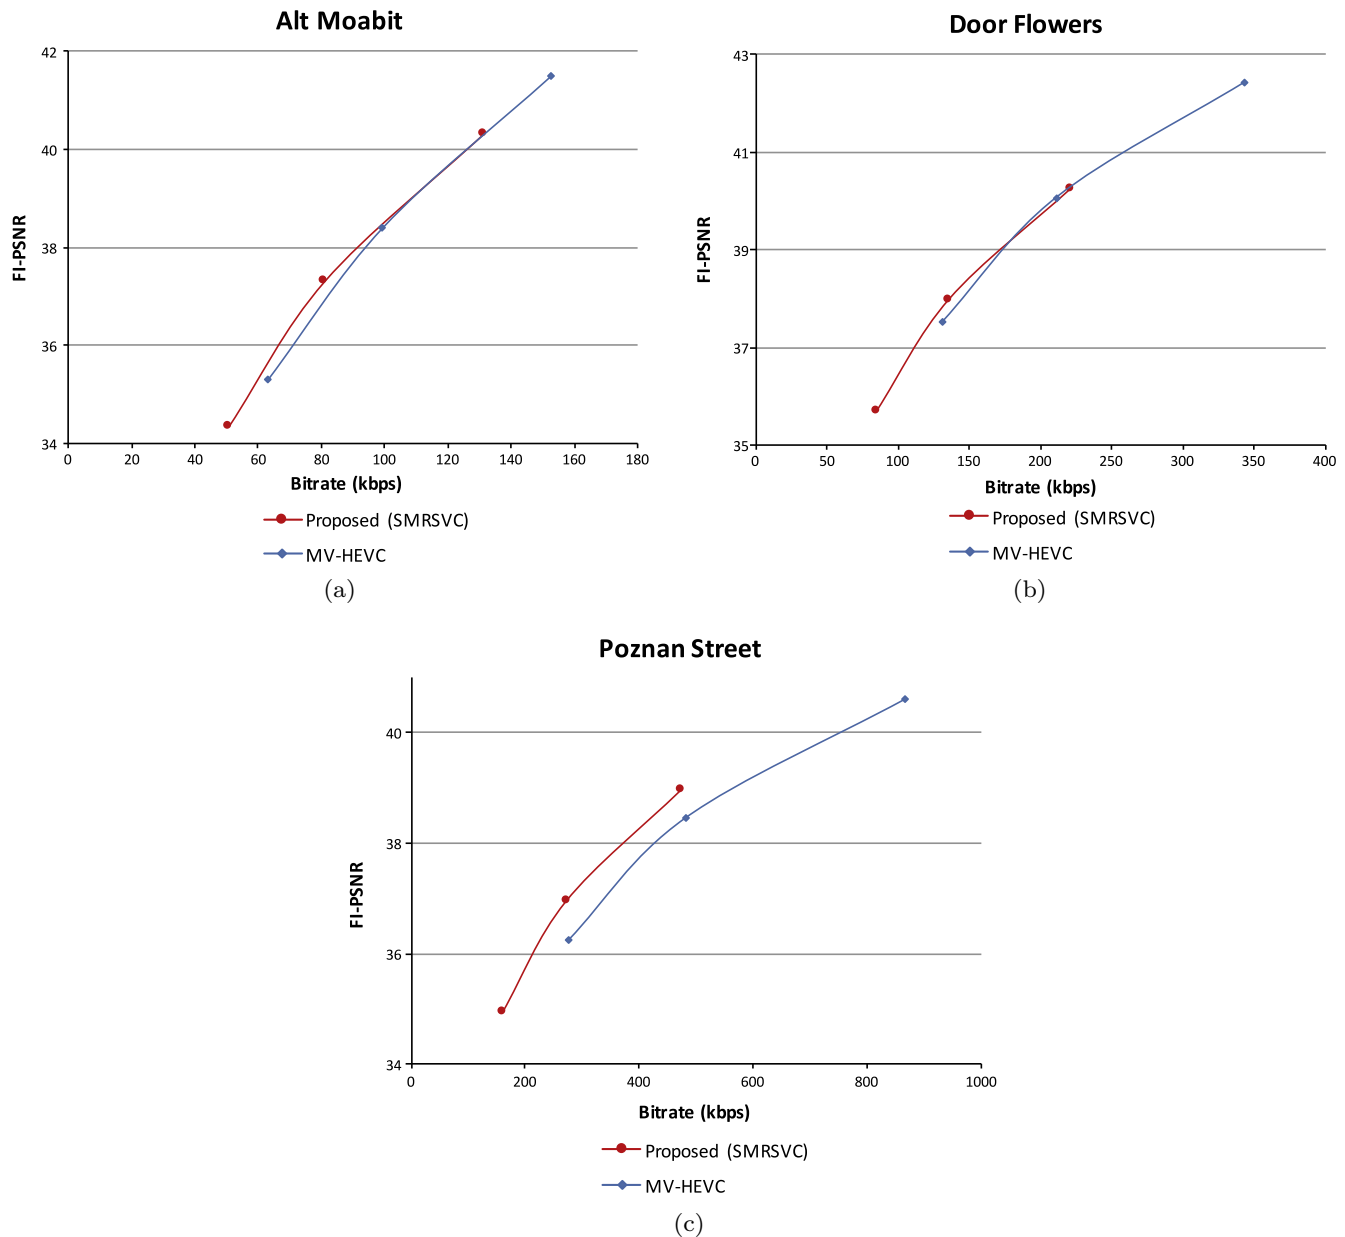 Alt Moabit
42
40
38
36
34
FI-PSNR
0 20 40 60 80 100 120 140 160 180
Bitrate (kbps)
Proposed (SMRSVC)
MV-HEVC
(a)
Door Flowers
43
41
39
37
35
FI-PSNR
0 50 100 150 200 250 300 350 400
Bitrate (kbps)
Proposed (SMRSVC)
MV-HEVC
(b)
Poznan Street
40
38
36
34
FI-PSNR
0 200 400 600 800 1000
Bitrate (kbps)
Proposed (SMRSVC)
MV-HEVC
(c)